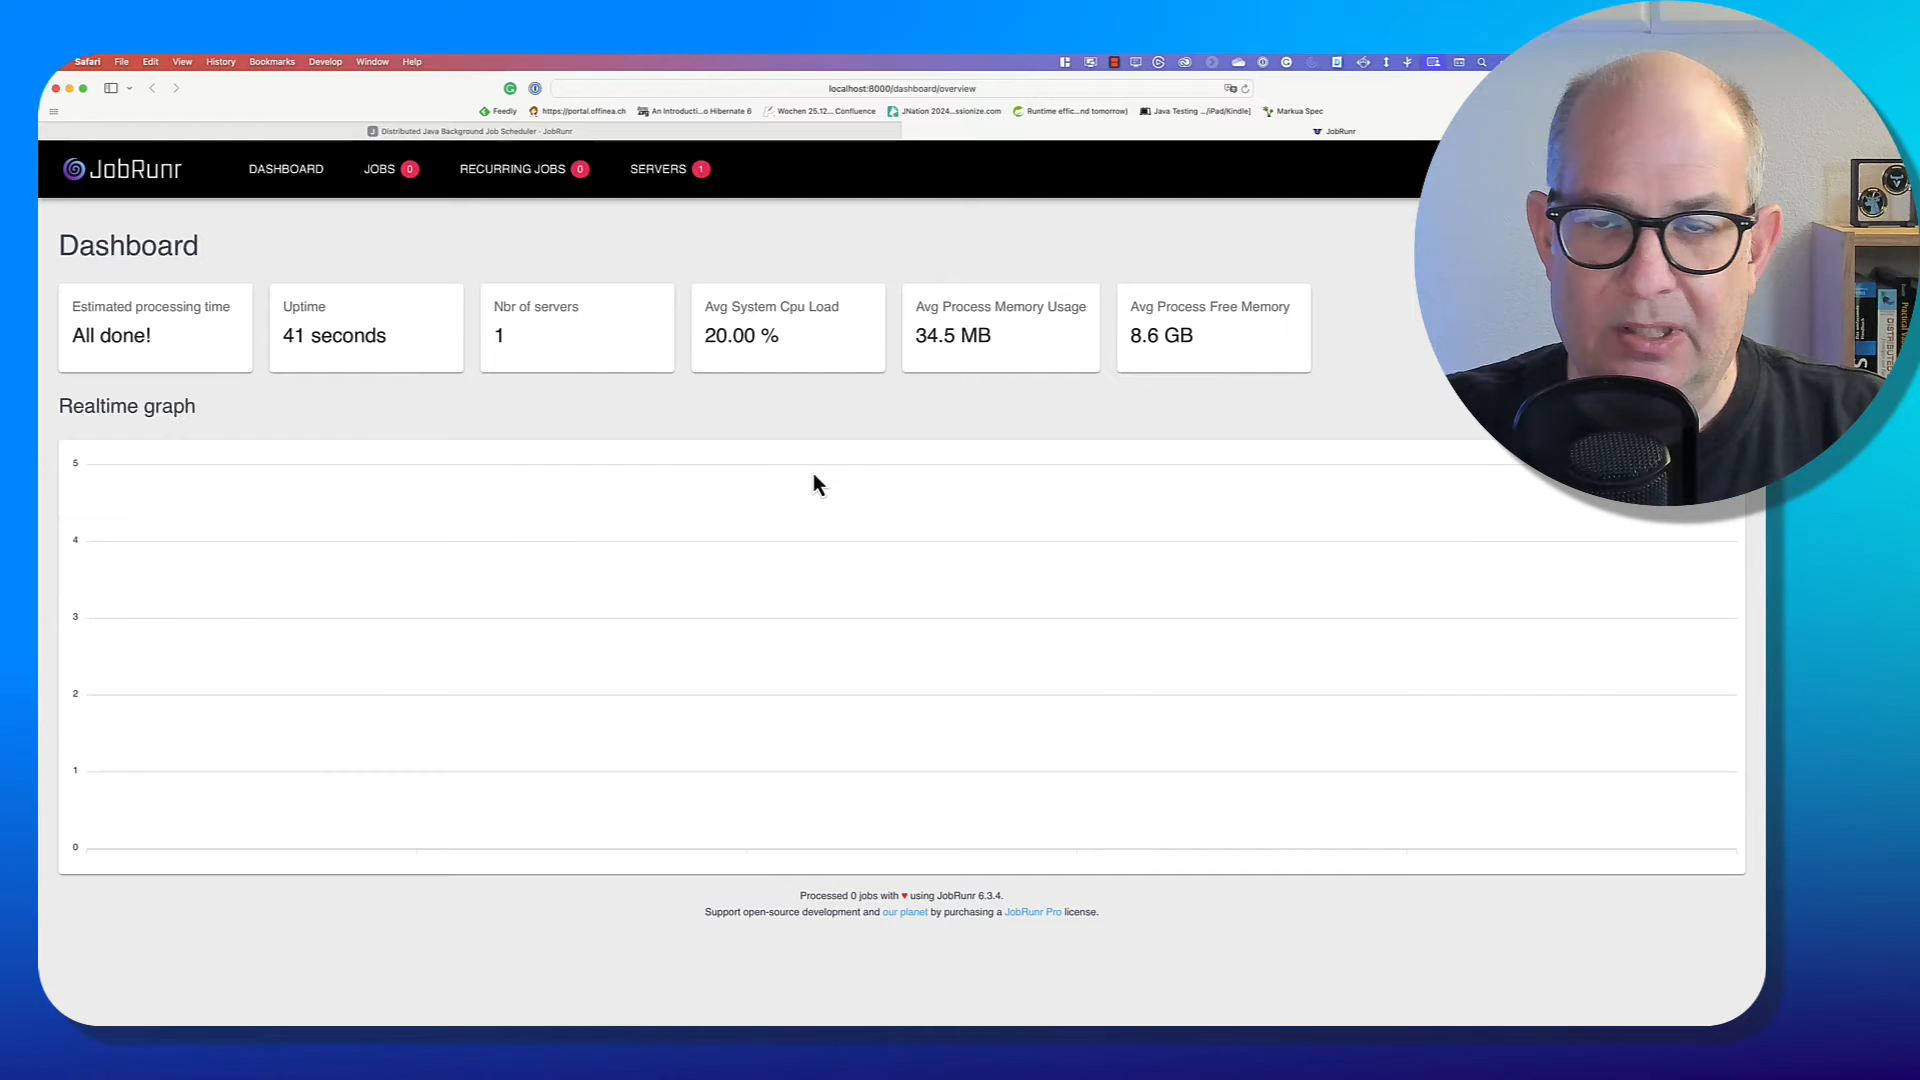 Safari File Edit View History Bookmarks Develop Window Help
localhost:8000/dashboard/overview
Feedly https://portal.offinea.ch An Introducti...o Hibernate 6 Wochen 25.12... Confluence JNation 2024...ssionize.com Runtime effic...nd tomorrow) Java Testing .../iPad/Kindle] Markua Spec
Distributed Java Background Job Scheduler - JobRunr JobRunr
JobRunr DASHBOARD JOBS 0 RECURRING JOBS 0 SERVERS 1
Dashboard
Estimated processing time Uptime Nbr of servers Avg System Cpu Load Avg Process Memory Usage Avg Process Free Memory
All done! 41 seconds 1 20.00 % 34.5 MB 8.6 GB
Realtime graph
5
4
3
2
1
0
Processed 0 jobs with ♥ using JobRunr 6.3.4.
Support open-source development and our planet by purchasing a JobRunr Pro license.